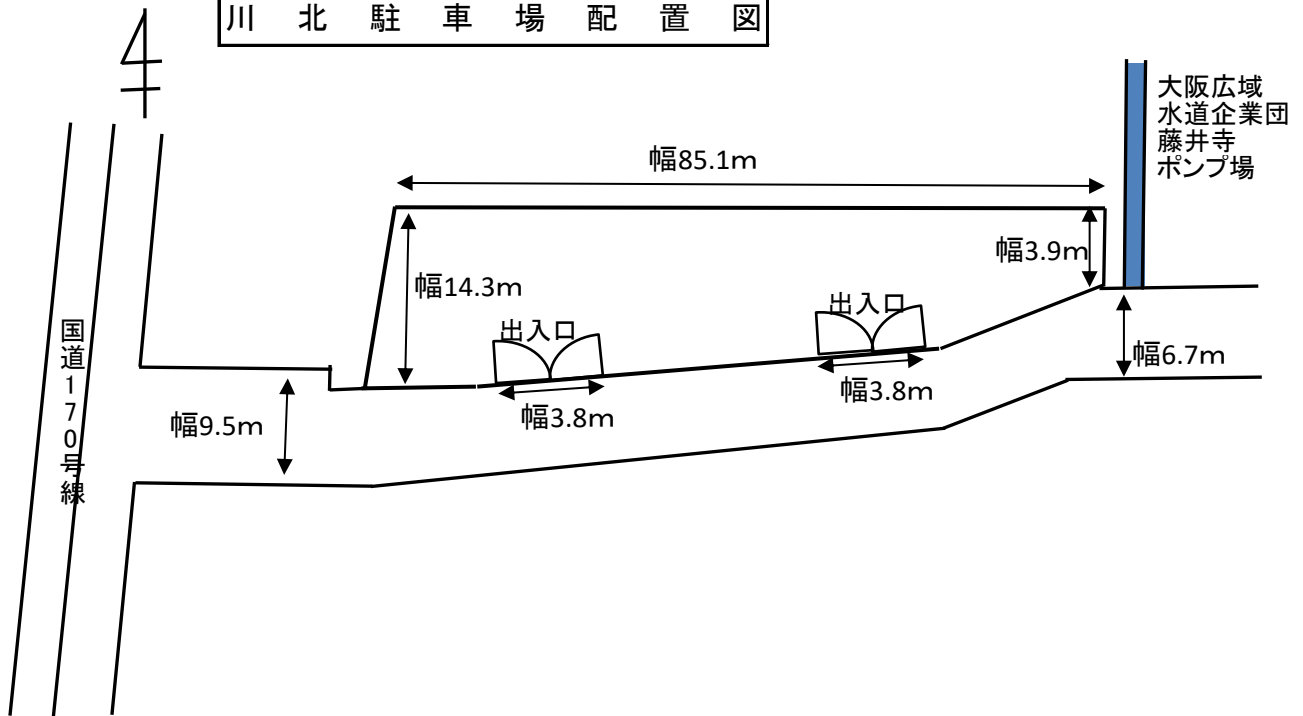 川北駐車場配置図
大阪広域
水道企業団
藤井寺
ポンプ場
幅85.1m
幅3.9m
幅14.3m
出入口
出入口
国道170号線
幅6.7m
幅3.8m
幅3.8m
幅9.5m